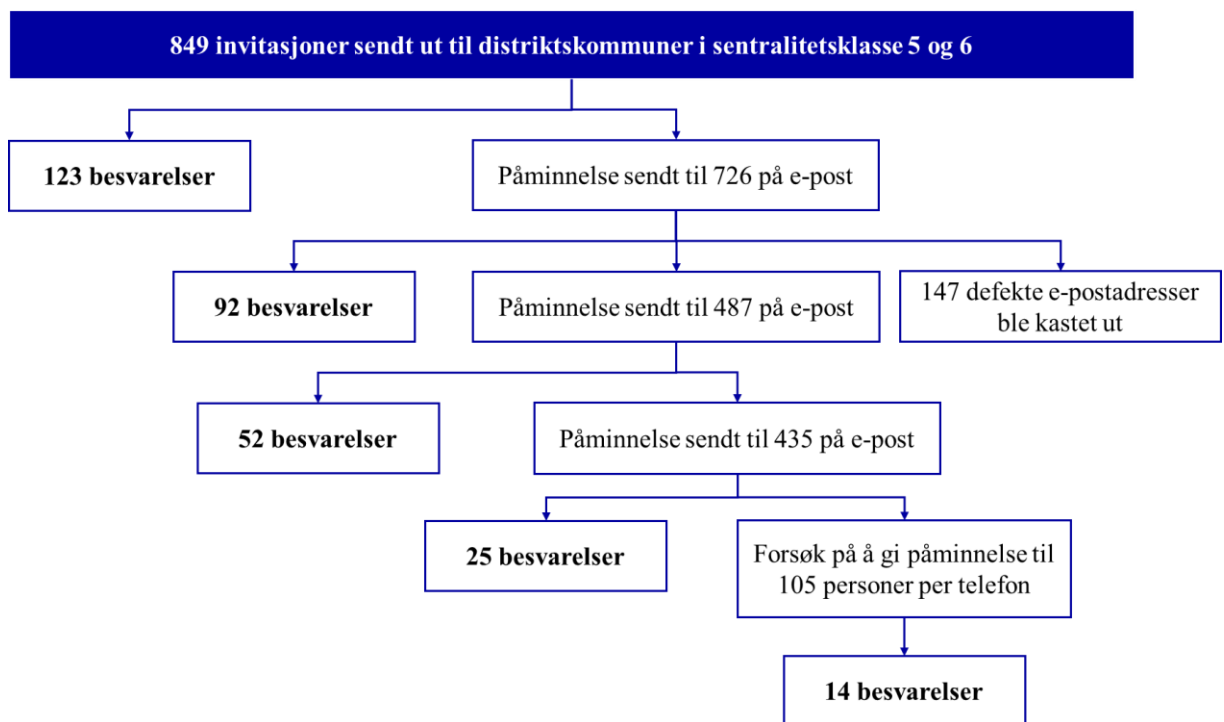 849 invitasjoner sendt ut til distriktskommuner i sentralitetsklasse 5 og 6
123 besvarelser
Påminnelse sendt til 726 på e-post
92 besvarelser
Påminnelse sendt til 487 på e-post
147 defekte e-postadresser
ble kastet ut
52 besvarelser
Påminnelse sendt til 435 på e-post
25 besvarelser
Forsøk på å gi påminnelse til
105 personer per telefon
14 besvarelser